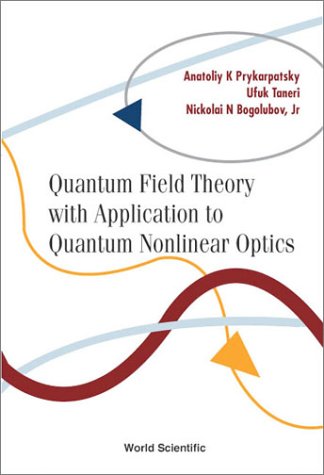 Anatoliy K Prykarpatsky
Ufuk Taneri
Nickolai N Bogolubov, Jr
Quantum Field Theory
with Application to
Quantum Nonlinear Optics
World Scientific